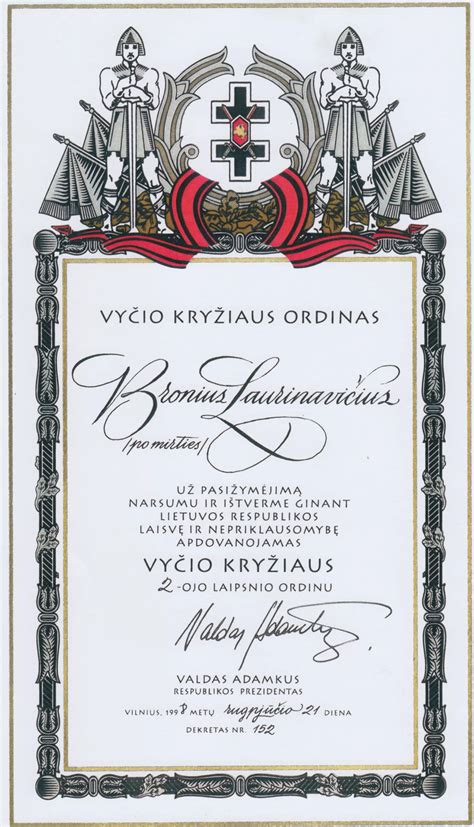 VYČIO KRYŽIAUS ORDINAS
Bronius Laurinavičius
/po mirties/
UŽ PASIŽYMĖJIMĄ
NARSUMU IR IŠTVERME GINANT
LIETUVOS RESPUBLIKOS
LAISVĘ IR NEPRIKLAUSOMYBĘ
APDOVANOJAMAS
VYČIO KRYŽIAUS
2-OJO LAIPSNIO ORDINU
Valdas Adamkus
VALDAS ADAMKUS
RESPUBLIKOS PREZIDENTAS
VILNIUS, 1998 METŲ rugpjūčio 21 DIENA
DEKRETAS NR. 152